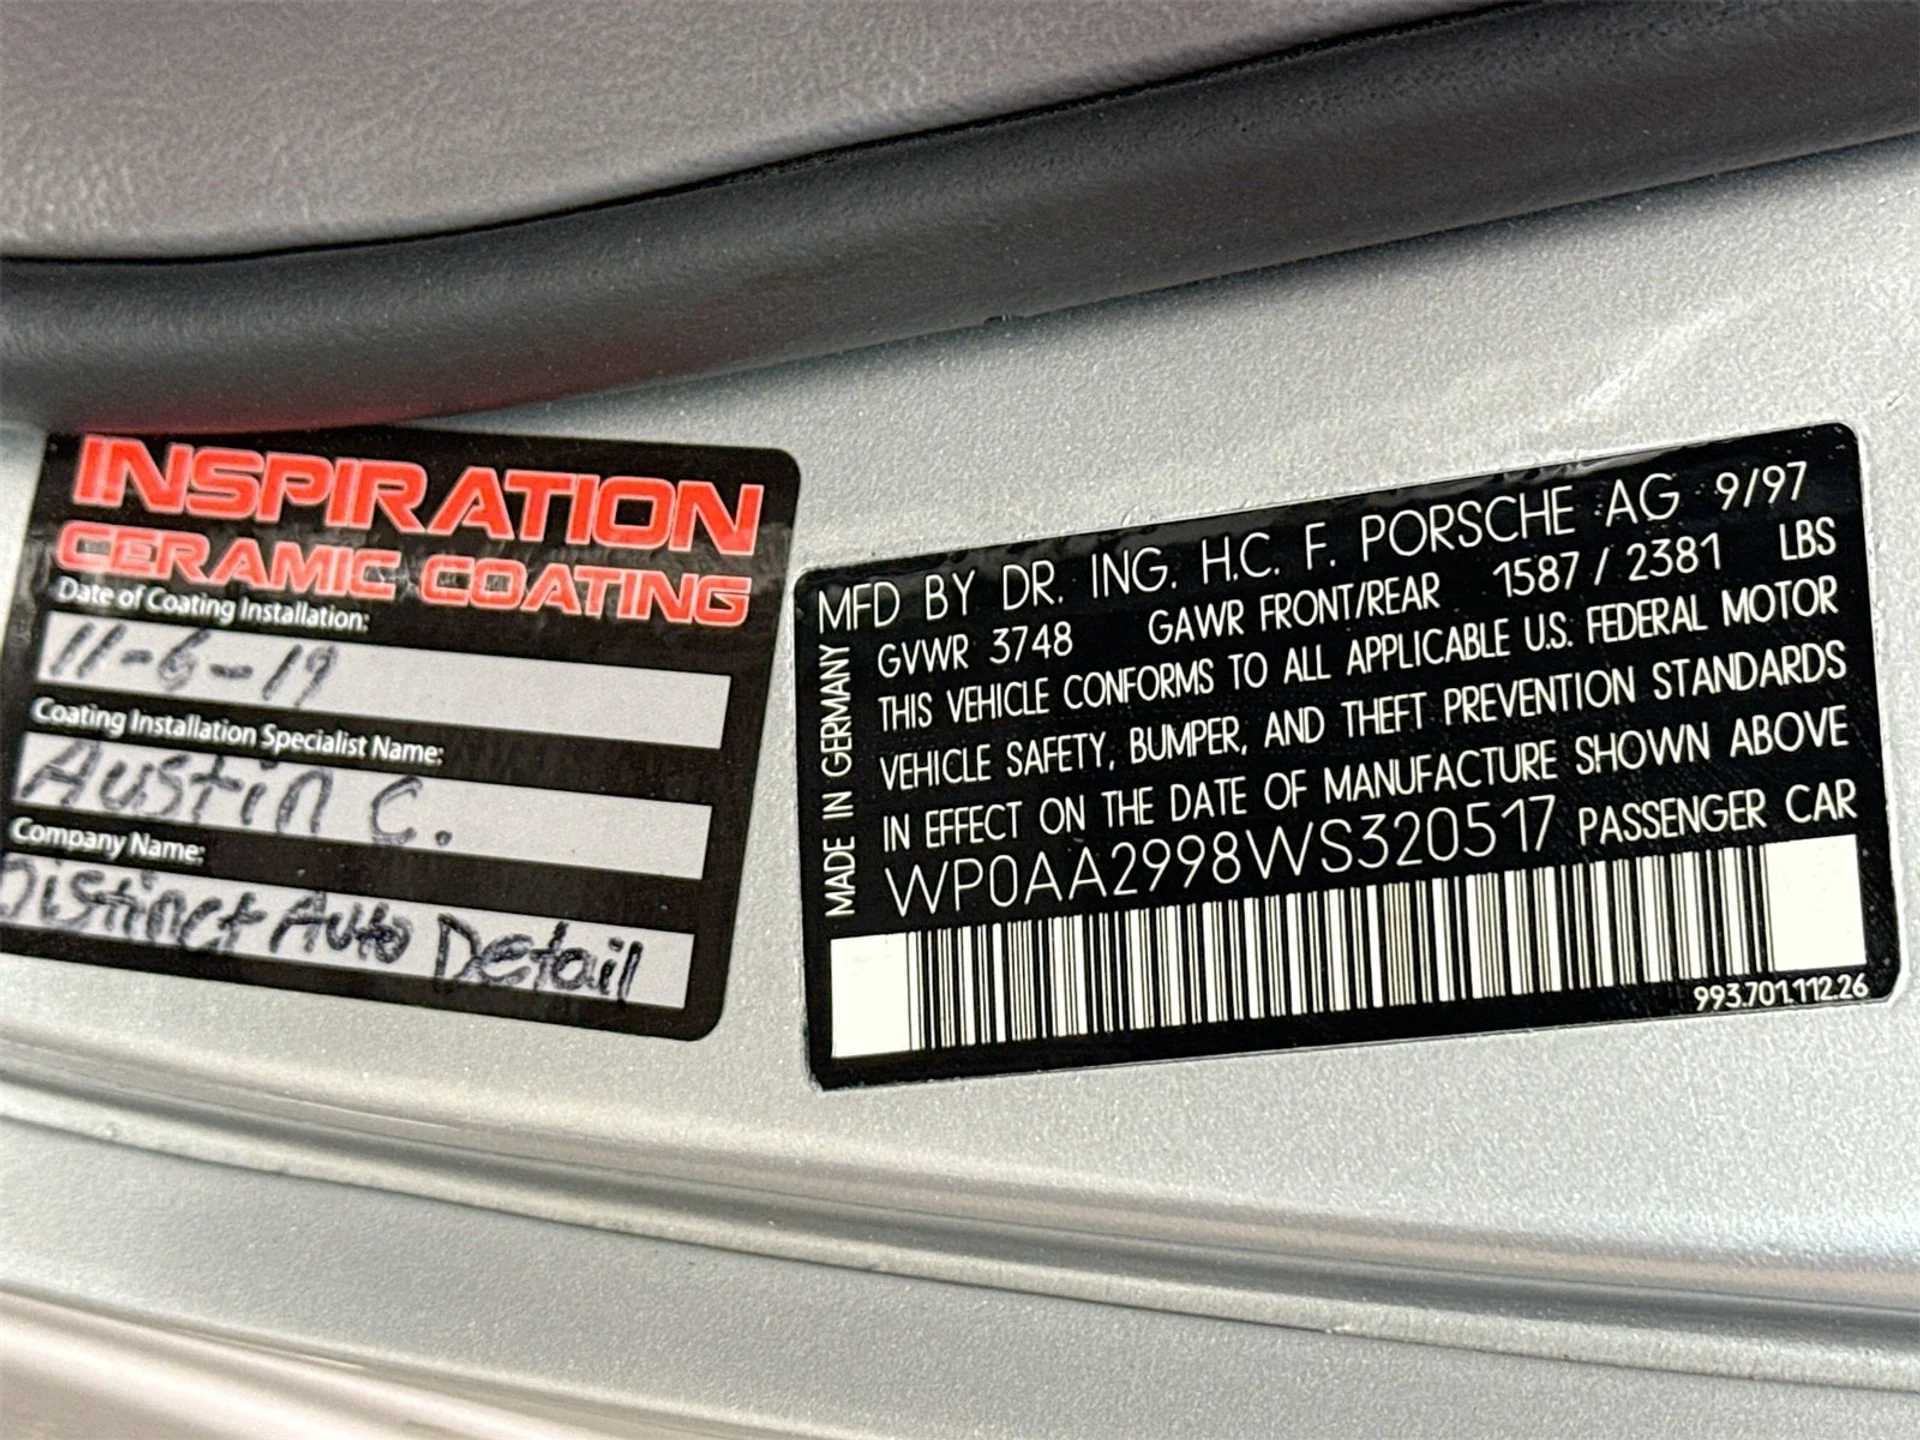 INSPIRATION
CERAMIC COATING
Date of Coating Installation:
11-6-19
Coating Installation Specialist Name:
Austin C.
Company Name:
Distinct Auto Detail
MFD BY DR. ING. H.C. F. PORSCHE AG 9/97
GVWR 3748 GAWR FRONT/REAR 1587 / 2381 LBS
THIS VEHICLE CONFORMS TO ALL APPLICABLE U.S. FEDERAL MOTOR
VEHICLE SAFETY, BUMPER, AND THEFT PREVENTION STANDARDS
IN EFFECT ON THE DATE OF MANUFACTURE SHOWN ABOVE
WP0AA2998WS320517 PASSENGER CAR
MADE IN GERMANY
993.701.112.26